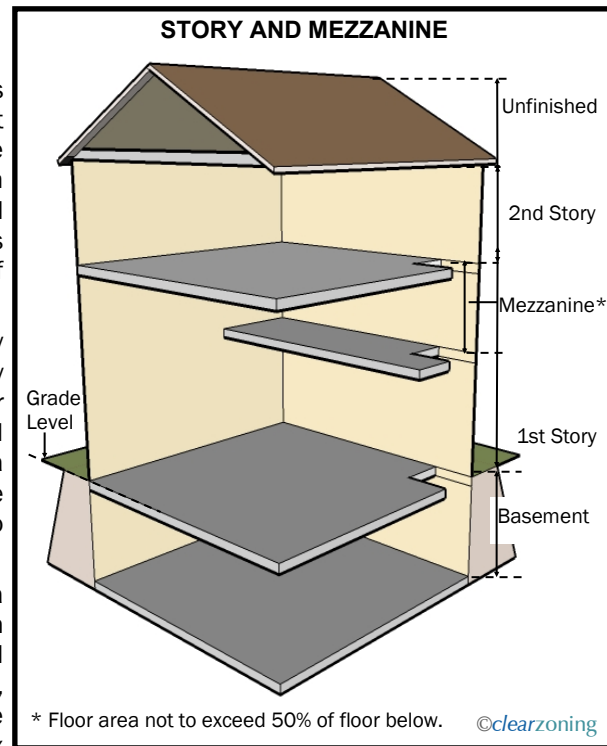 STORY AND MEZZANINE
Unfinished
2nd Story
Mezzanine*
Grade
Level
1st Story
Basement
* Floor area not to exceed 50% of floor below.
©clearzoning